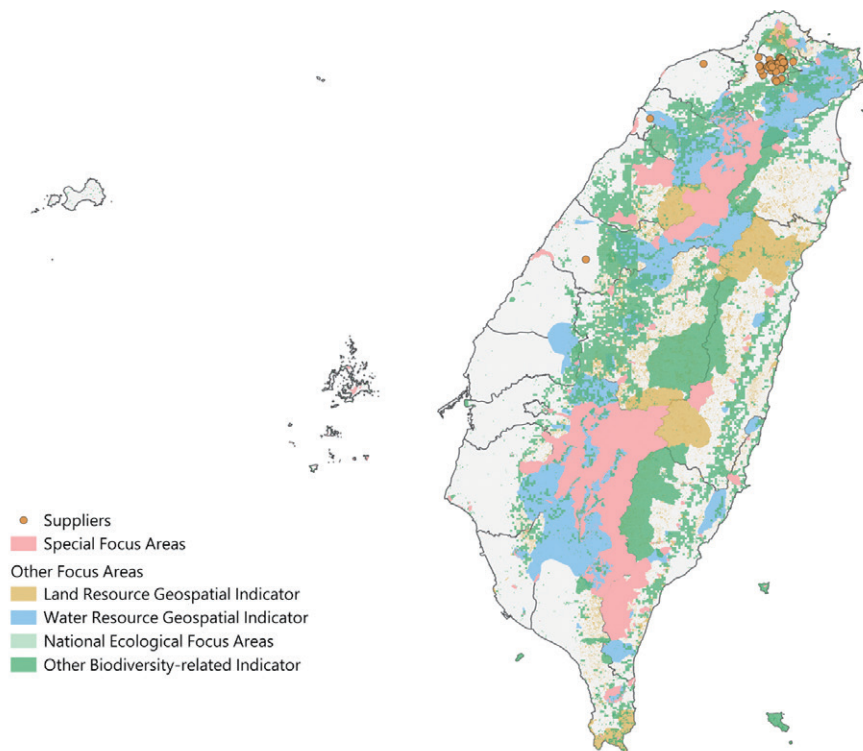 Suppliers
Special Focus Areas
Other Focus Areas
Land Resource Geospatial Indicator
Water Resource Geospatial Indicator
National Ecological Focus Areas
Other Biodiversity-related Indicator